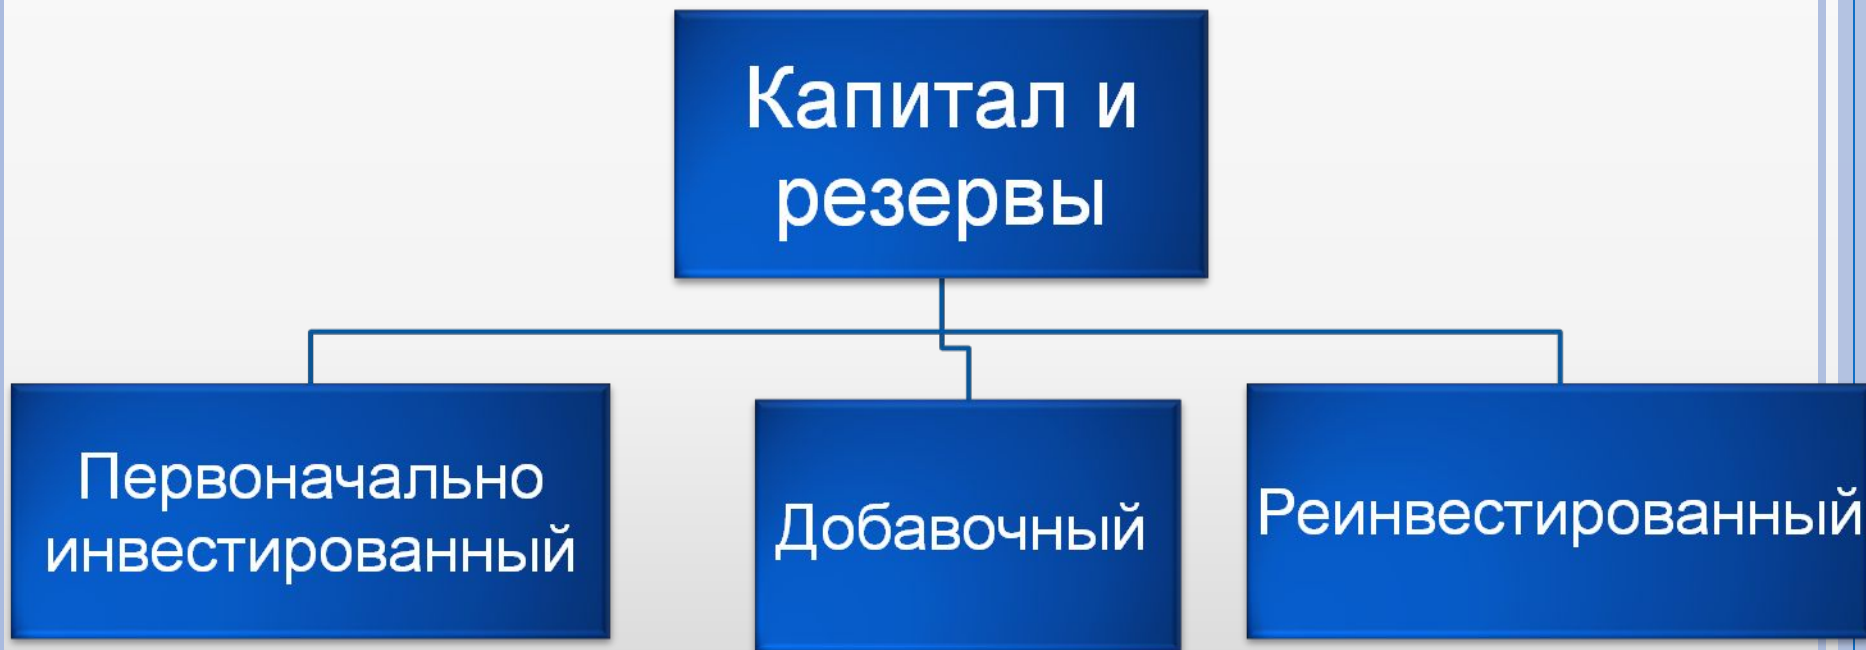 Капитал и
резервы
Первоначально
инвестированный
Добавочный
Реинвестированный